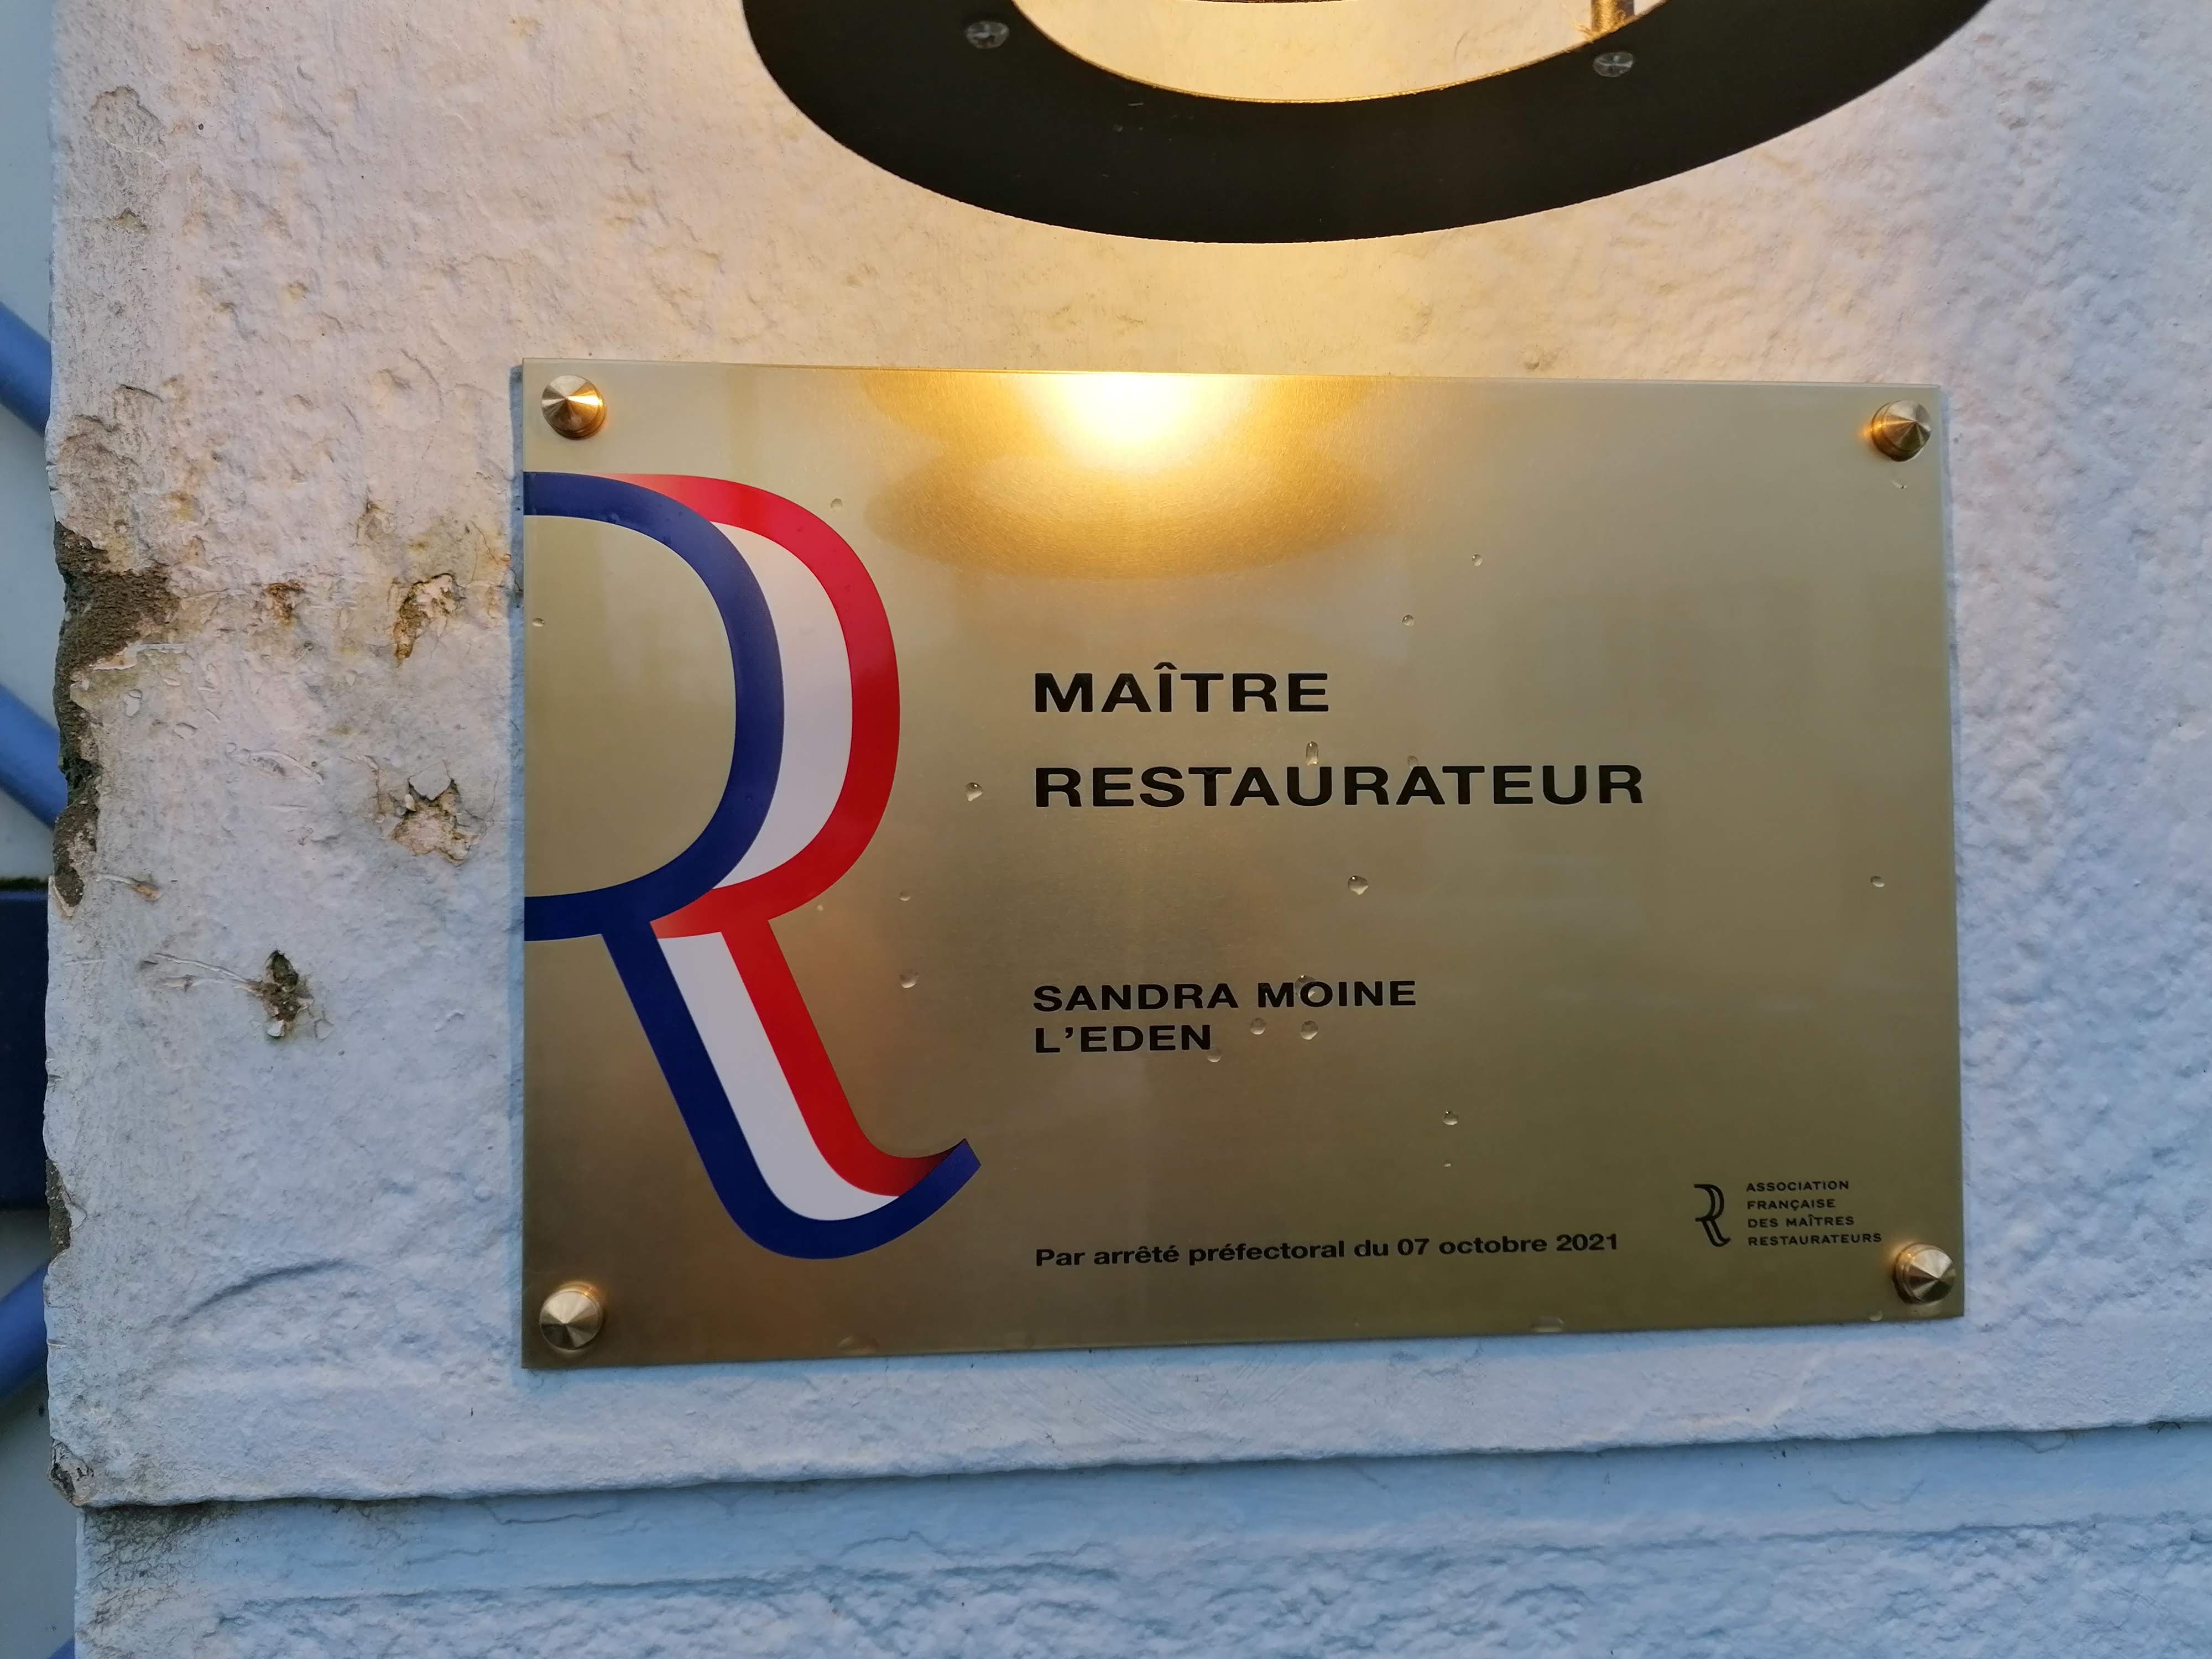 MAÎTRE
RESTAURATEUR
SANDRA MOINE
L'EDEN
Par arrêté préfectoral du 07 octobre 2021
ASSOCIATION
FRANÇAISE
DES MAÎTRES
RESTAURATEURS